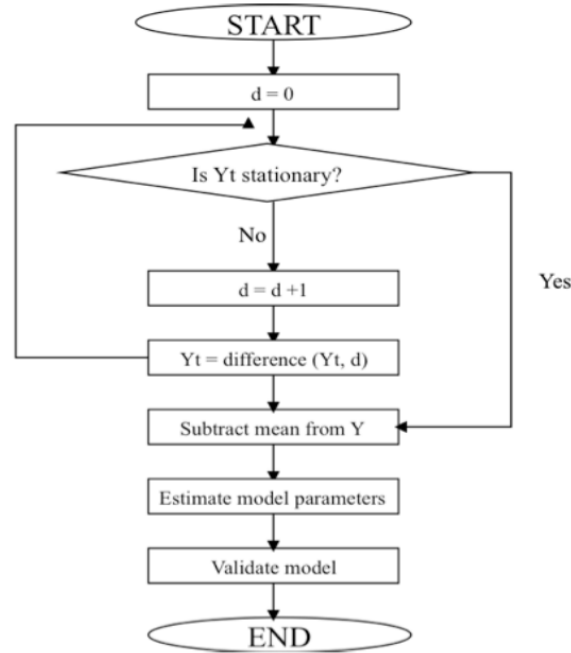 START
d = 0
Is Yt stationary?
No
Yes
d = d +1
Yt = difference (Yt, d)
Subtract mean from Y
Estimate model parameters
Validate model
END